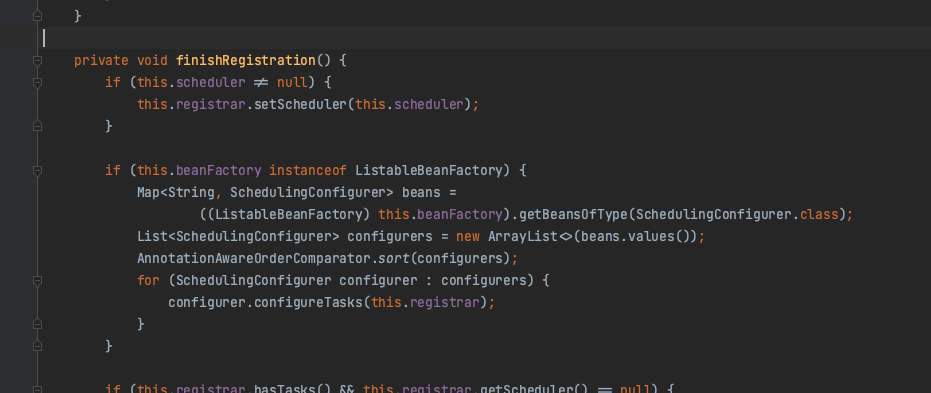 }
private void finishRegistration() {
if (this.scheduler != null) {
this.registrar.setScheduler(this.scheduler);
}
if (this.beanFactory instanceof ListableBeanFactory) {
Map<String, SchedulingConfigurer> beans =
((ListableBeanFactory) this.beanFactory).getBeansOfType(SchedulingConfigurer.class);
List<SchedulingConfigurer> configurers = new ArrayList<>(beans.values());
AnnotationAwareOrderComparator.sort(configurers);
for (SchedulingConfigurer configurer : configurers) {
configurer.configureTasks(this.registrar);
}
}
if (this.registrar.hasTasks() && this.registrar.getScheduler() == null) {